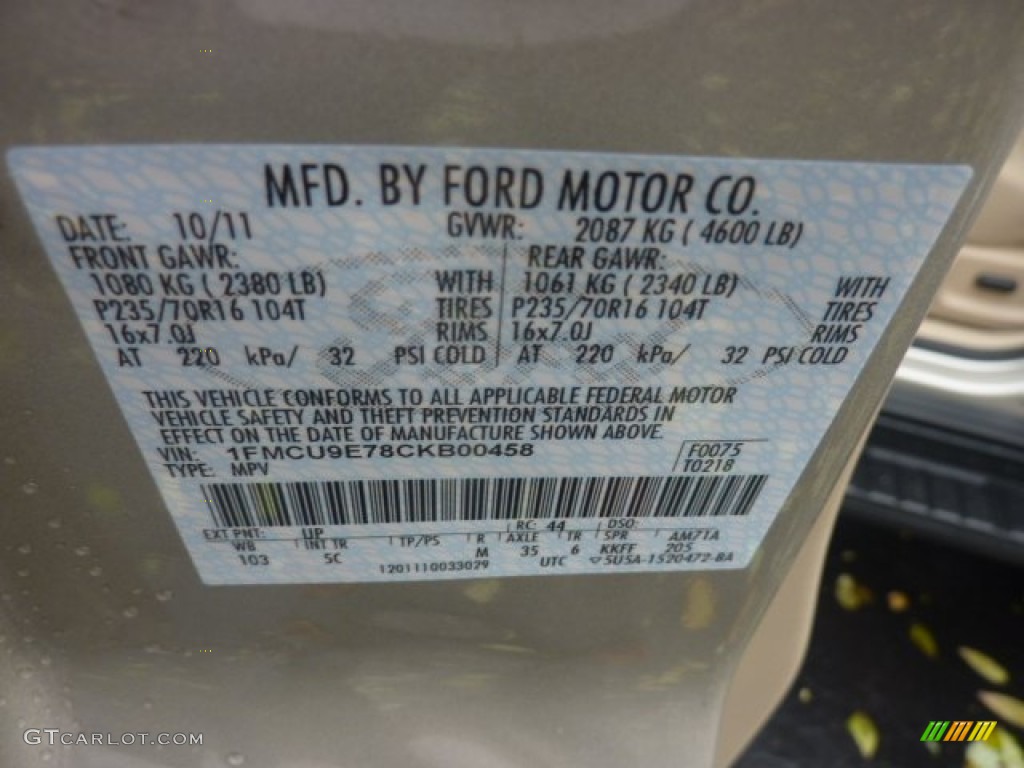 MFD. BY FORD MOTOR CO.
DATE: 10/11 GVWR: 2087 KG ( 4600 LB)
FRONT GAWR: REAR GAWR:
1080 KG ( 2380 LB) WITH 1061 KG ( 2340 LB) WITH
P235/70R16 104T TIRES P235/70R16 104T TIRES
16x7.0J RIMS 16x7.0J RIMS
AT 220 kPa/ 32 PSI COLD AT 220 kPa/ 32 PSI COLD
THIS VEHICLE CONFORMS TO ALL APPLICABLE FEDERAL MOTOR
VEHICLE SAFETY AND THEFT PREVENTION STANDARDS IN
EFFECT ON THE DATE OF MANUFACTURE SHOWN ABOVE.
VIN: 1FMCU9E78CKB00458 F0075
TYPE: MPV T0218
EXT PNT: UP RC: 44 DSO:
WB INT TR TP/PS R AXLE TR SPR AM71A
103 5C M 35 6 KKFF 205
1201110033029 UTC ▽5U5A-1520472-BA
GTCARLOT.COM